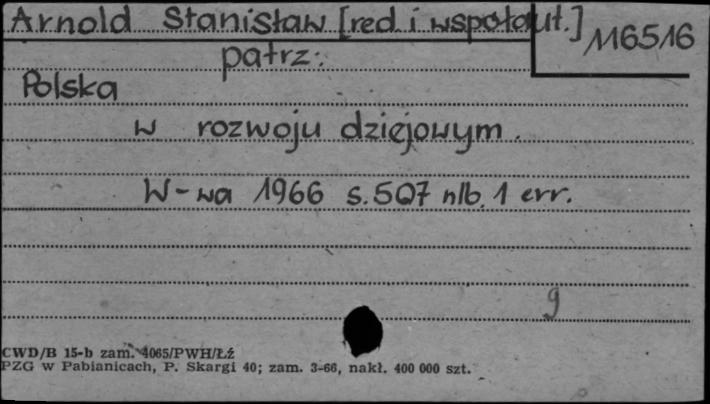 Arnold Stanisław [red. i współaut.]
116516
patrz:
Polska
w rozwoju dziejowym.
W-wa 1966 s. 507 nlb. 1 err.
9
CWD/B 15-b zam. 4065/PWH/Łź
PZG w Pabianicach, P. Skargi 40; zam. 3-66, nakł. 400 000 szt.